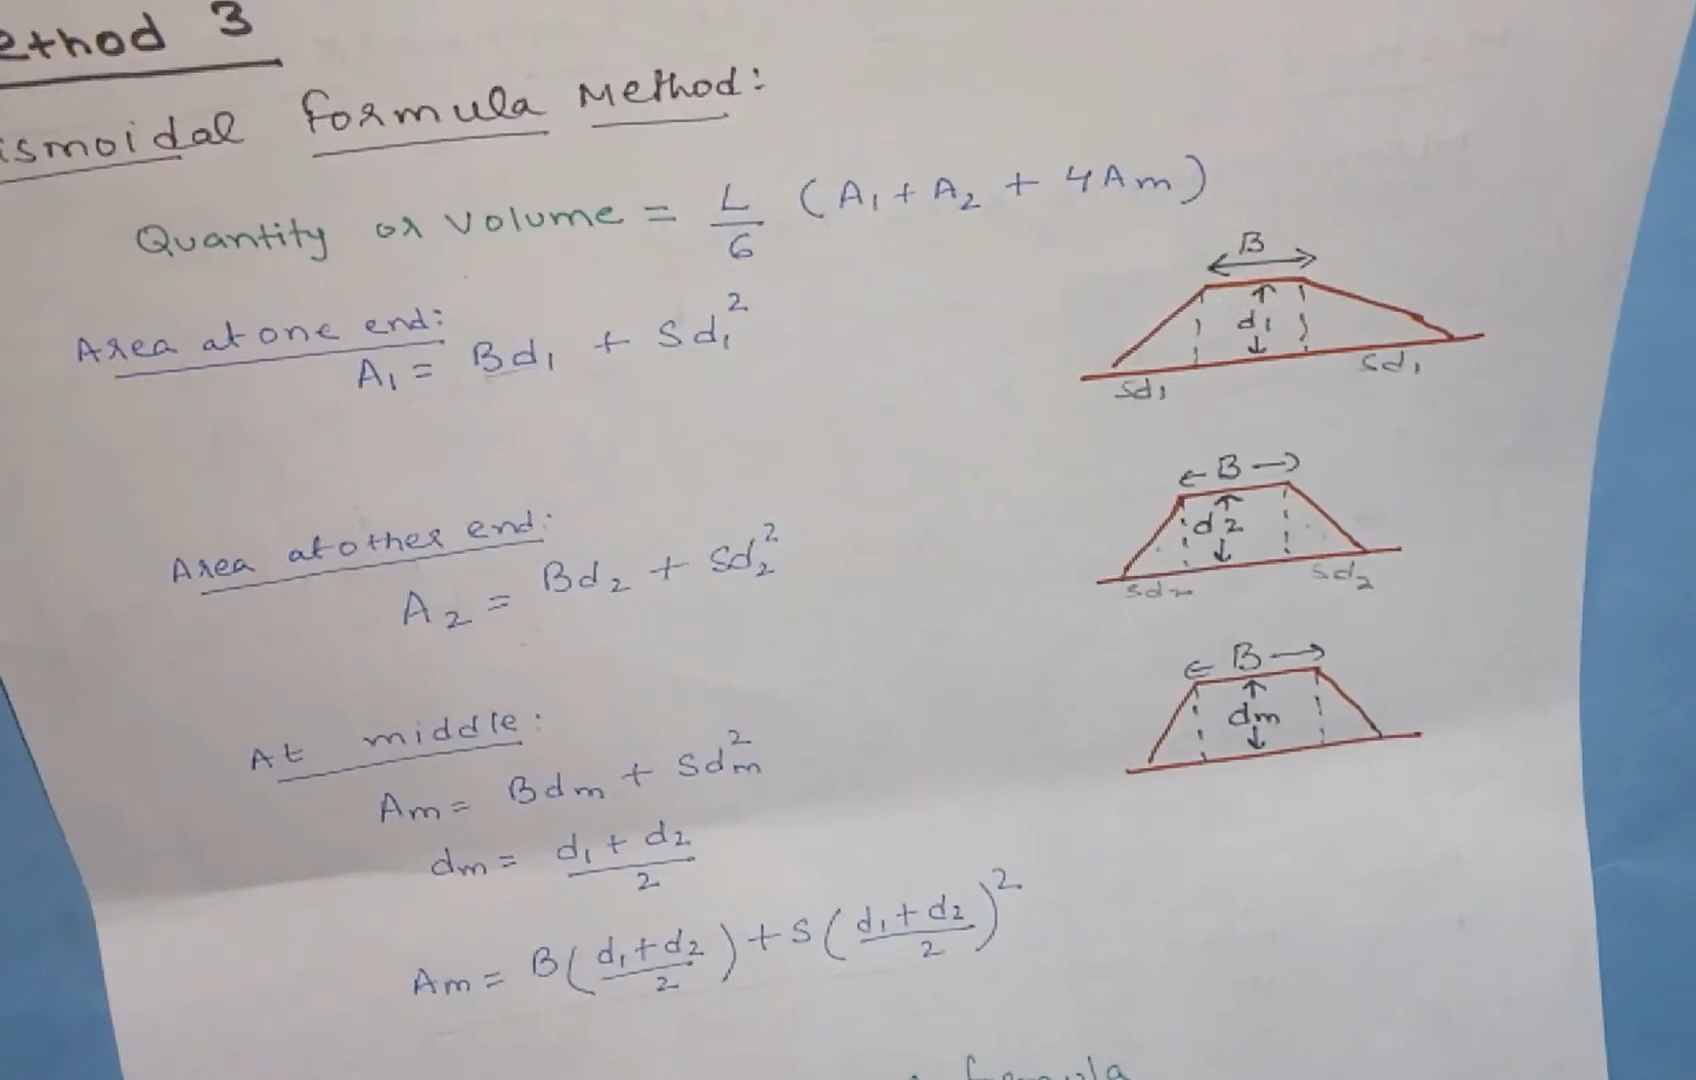 ethod 3
ismoidal Formula Method:
Quantity or Volume = L/6 (A₁ + A₂ + 4Am)
B
d₁
Sd₁ Sd₁
Area at one end:
A₁ = Bd₁ + Sd₁²
B
d₂
Sd₂ Sd₂
Area at other end:
A₂ = Bd₂ + Sd₂²
B
dm
At middle:
Am = Bdm + Sdm²
dm = d₁ + d₂ / 2
Am = B(d₁+d₂ / 2) + S(d₁+d₂ / 2)²
formula